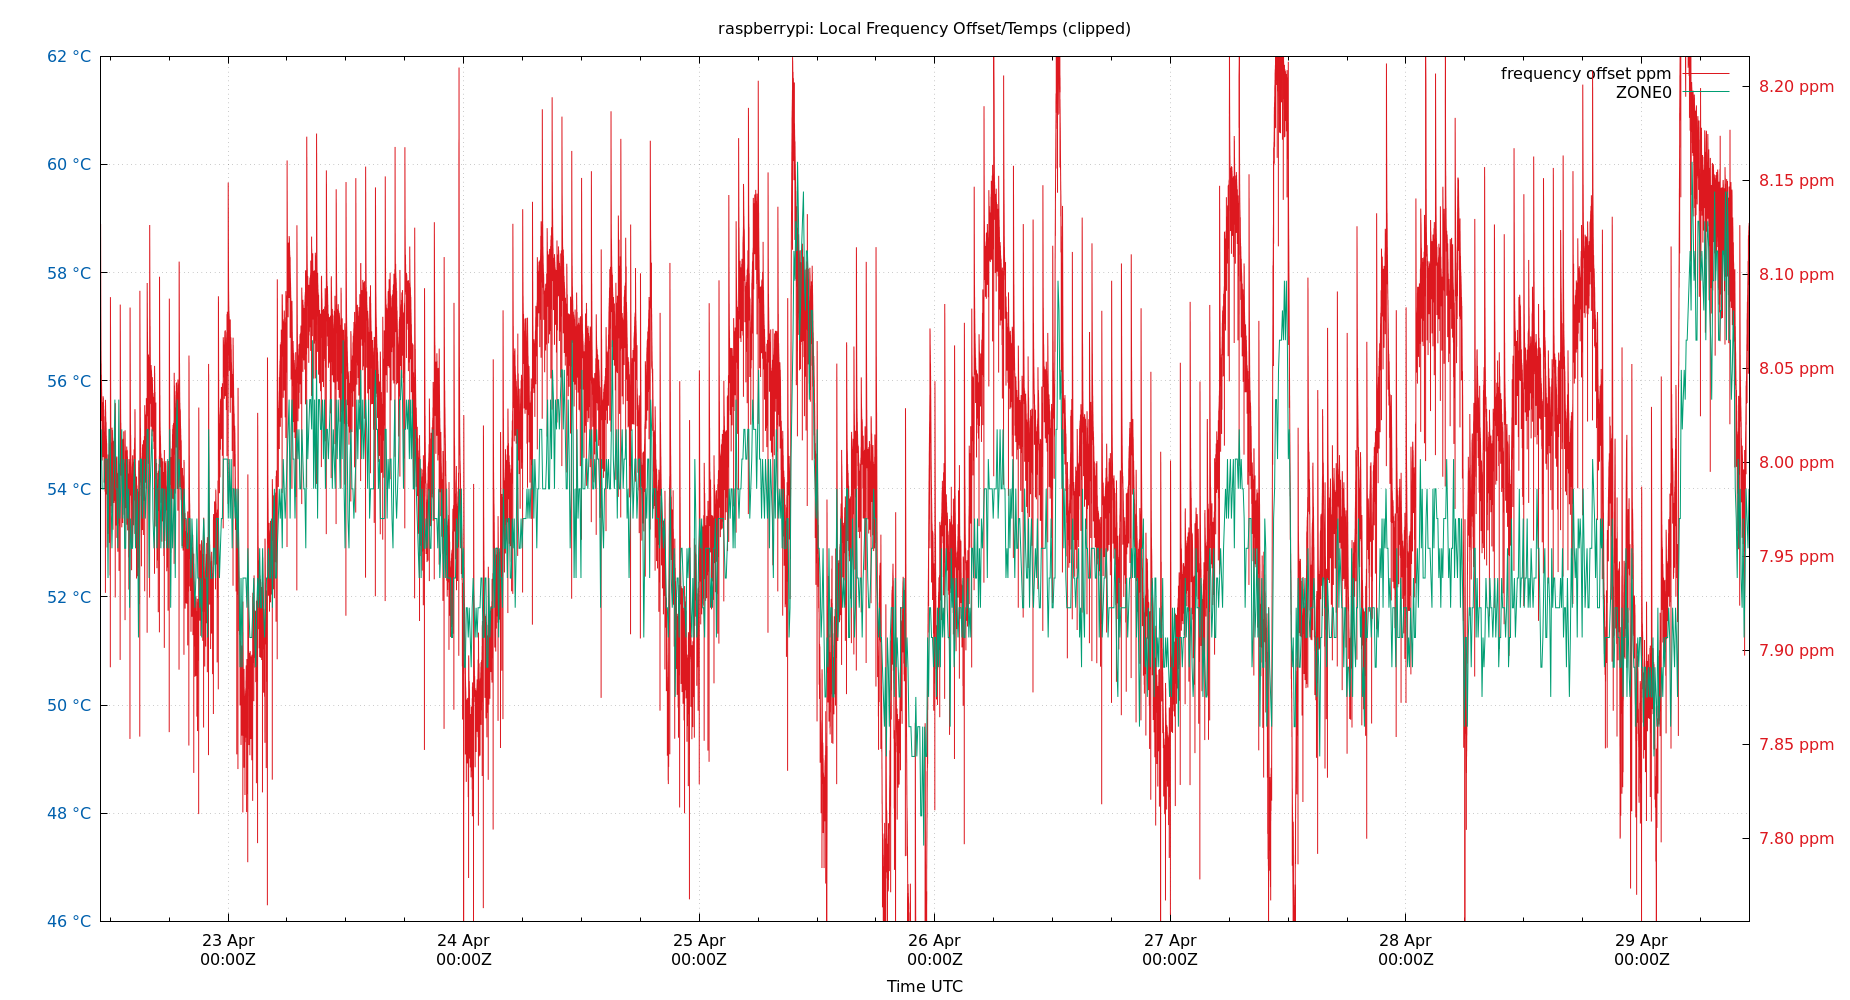 raspberrypi: Local Frequency Offset/Temps (clipped)
frequency offset ppm
ZONE0
62 °C
60 °C
58 °C
56 °C
54 °C
52 °C
50 °C
48 °C
46 °C
8.20 ppm
8.15 ppm
8.10 ppm
8.05 ppm
8.00 ppm
7.95 ppm
7.90 ppm
7.85 ppm
7.80 ppm
23 Apr
00:00Z
24 Apr
00:00Z
25 Apr
00:00Z
26 Apr
00:00Z
27 Apr
00:00Z
28 Apr
00:00Z
29 Apr
00:00Z
Time UTC